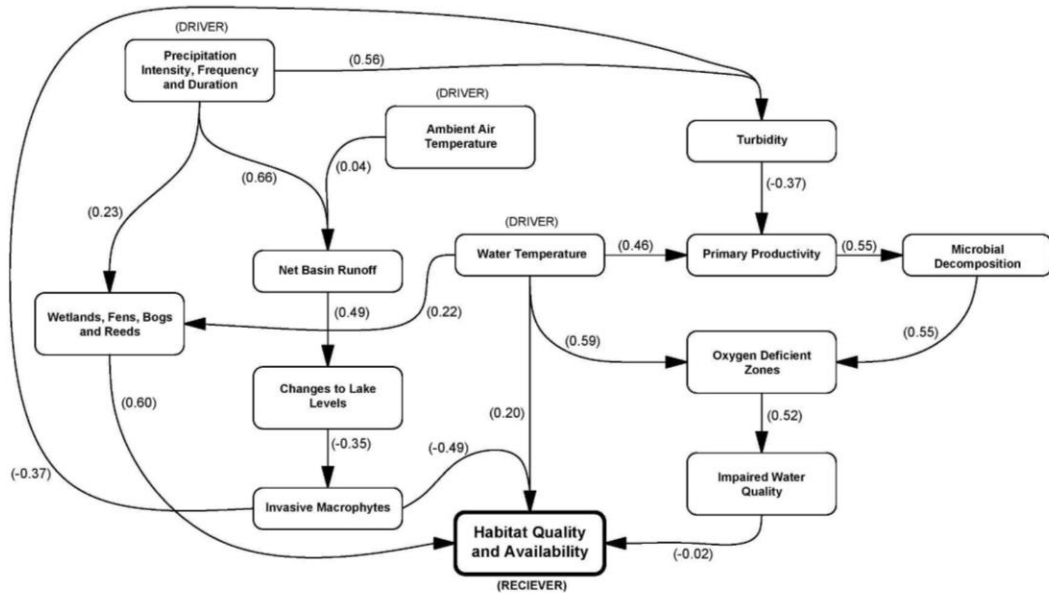 (DRIVER)
Precipitation
Intensity, Frequency
and Duration
(0.56)
(DRIVER)
Ambient Air
Temperature
Turbidity
(0.66)
(0.04)
(-0.37)
(0.23)
(DRIVER)
Net Basin Runoff
Water Temperature
(0.46)
Primary Productivity
(0.55)
Microbial
Decomposition
Wetlands, Fens, Bogs
and Reeds
(0.49)
(0.22)
(0.59)
Oxygen Deficient
Zones
(0.55)
Changes to Lake
Levels
(0.60)
(0.20)
(0.52)
(-0.35)
(-0.49)
(-0.37)
Impaired Water
Quality
Invasive Macrophytes
Habitat Quality
and Availability
(-0.02)
(RECIEVER)